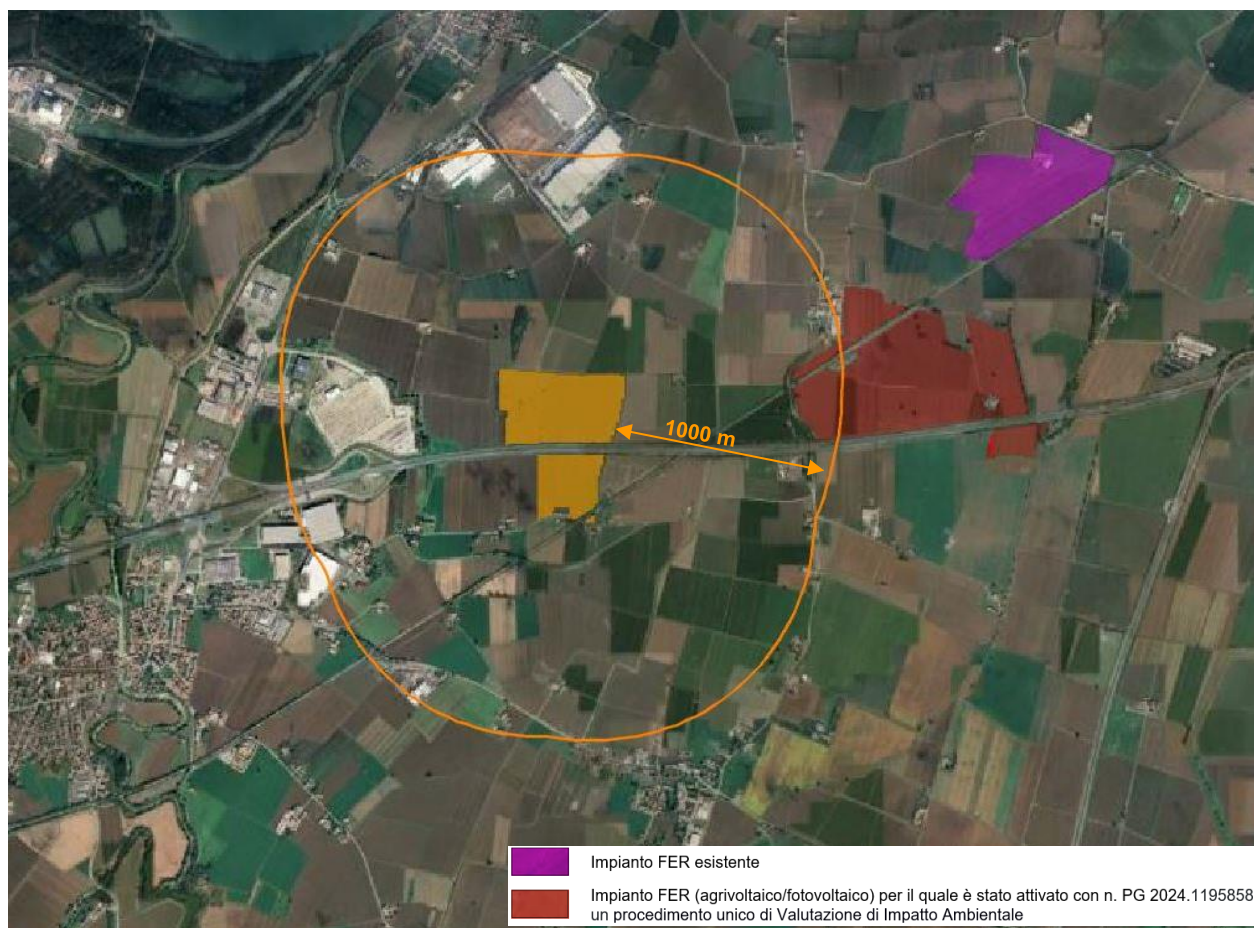 1000 m
Impianto FER esistente
Impianto FER (agrivoltaico/fotovoltaico) per il quale è stato attivato con n. PG 2024.1195858
un procedimento unico di Valutazione di Impatto Ambientale